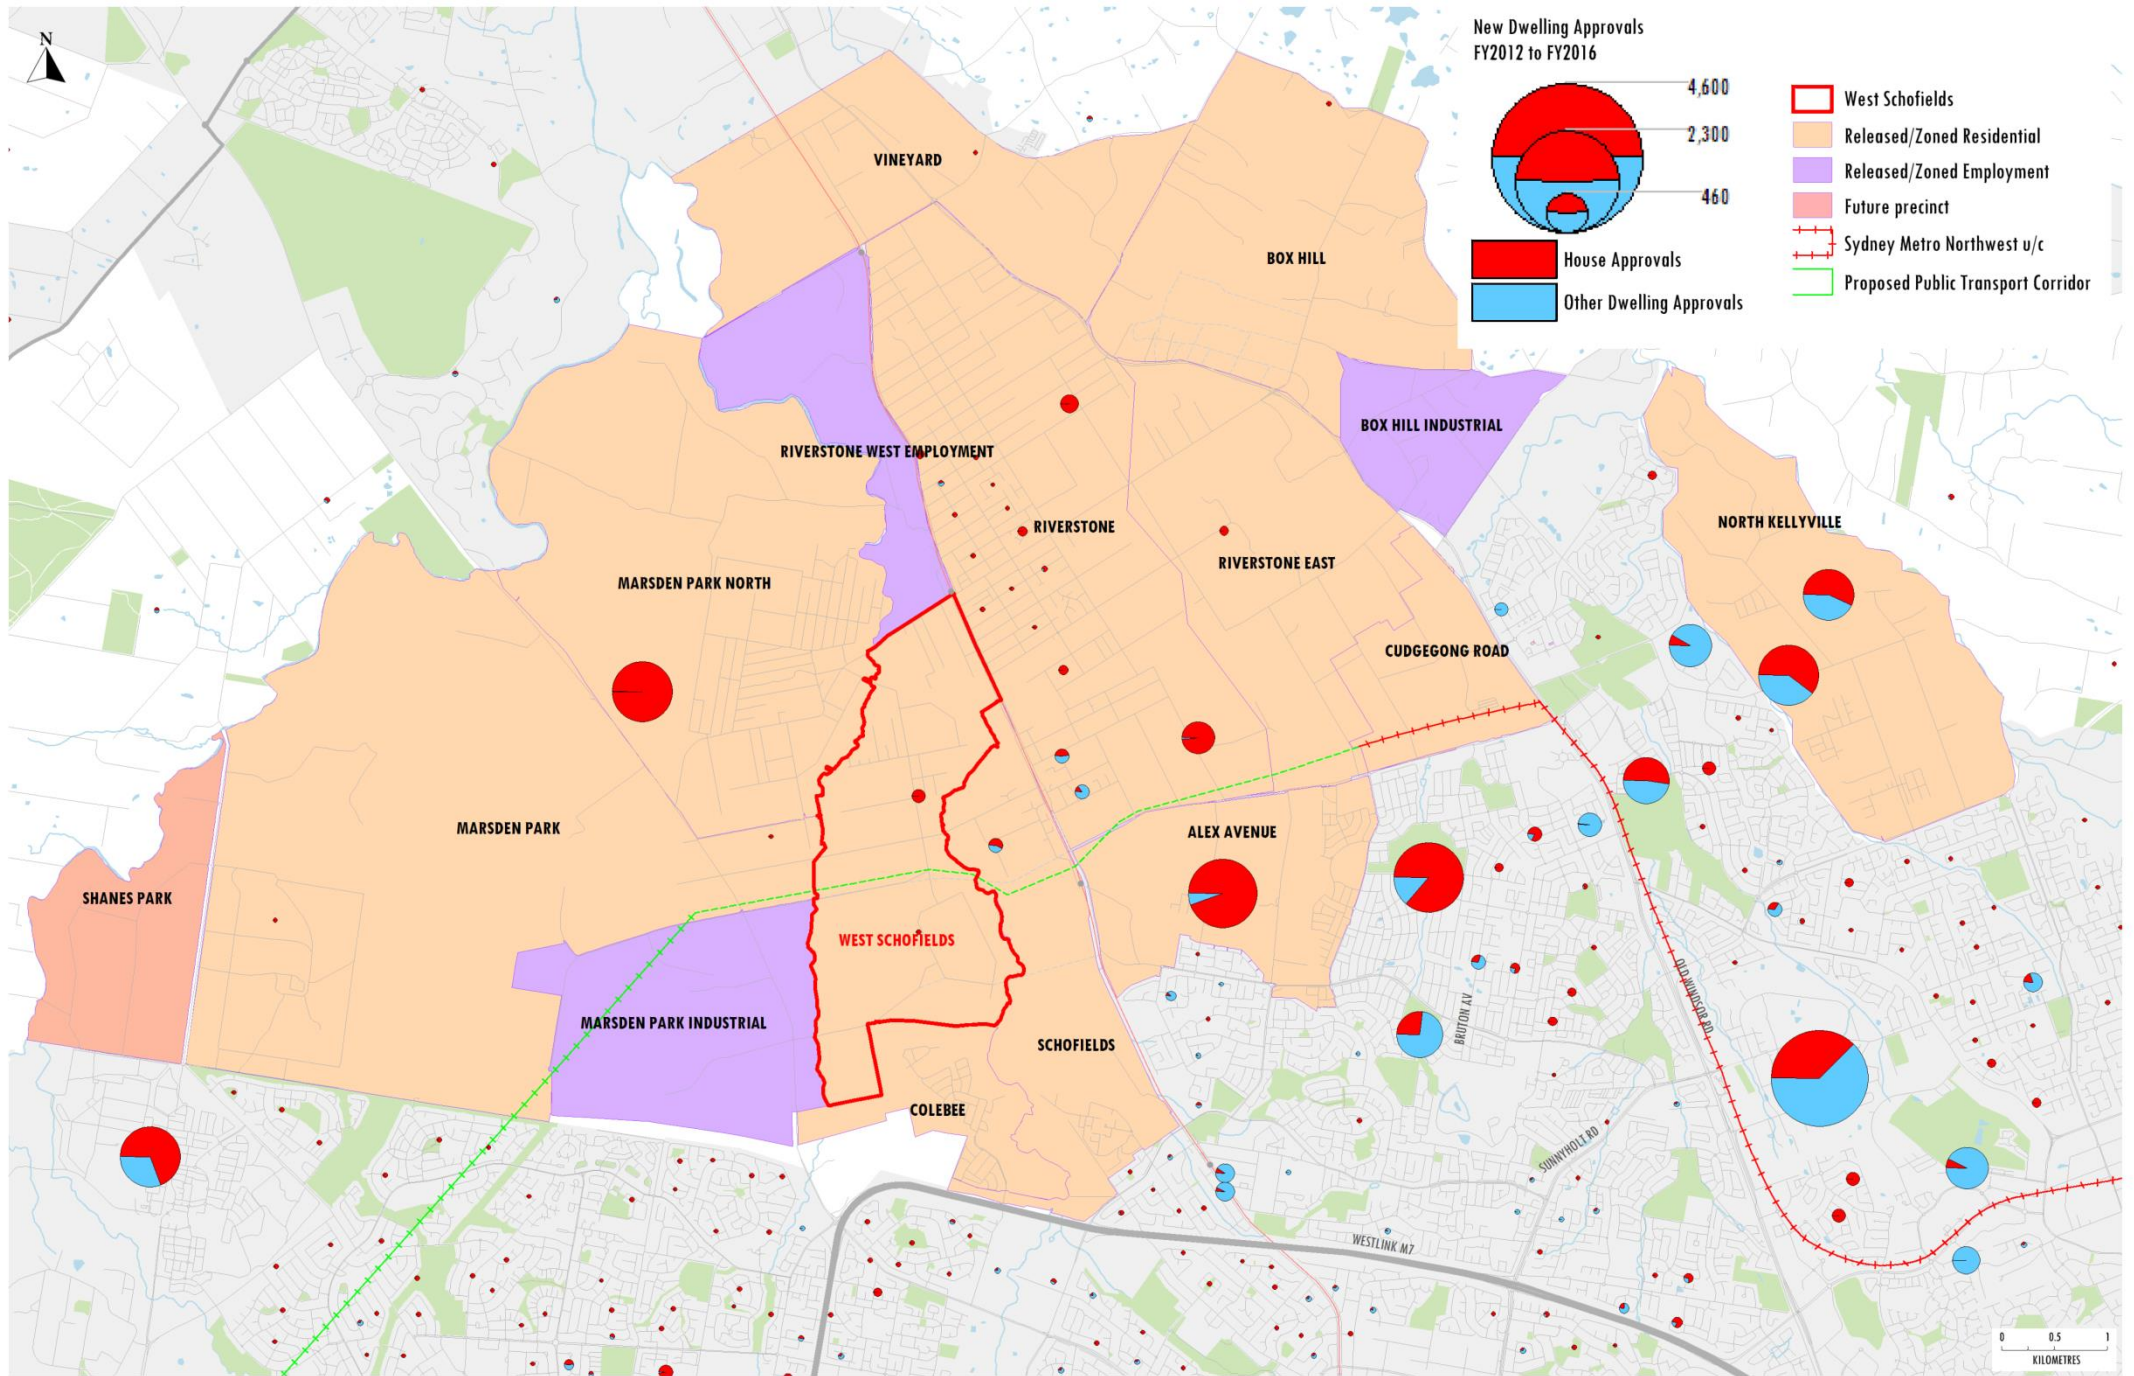 N
New Dwelling Approvals
FY2012 to FY2016
4,600
2,300
460
House Approvals
Other Dwelling Approvals
West Schofields
Released/Zoned Residential
Released/Zoned Employment
Future precinct
Sydney Metro Northwest u/c
Proposed Public Transport Corridor
VINEYARD
BOX HILL
BOX HILL INDUSTRIAL
RIVERSTONE WEST EMPLOYMENT
RIVERSTONE
NORTH KELLYVILLE
RIVERSTONE EAST
MARSDEN PARK NORTH
CUDGEGONG ROAD
MARSDEN PARK
ALEX AVENUE
SHANES PARK
WEST SCHOFIELDS
OLD WINDSOR RD
BRUTON AV
MARSDEN PARK INDUSTRIAL
SCHOFIELDS
COLEBEE
SUNNYHOLT RD
WESTLINK M7
0 0.5 1
KILOMETRES